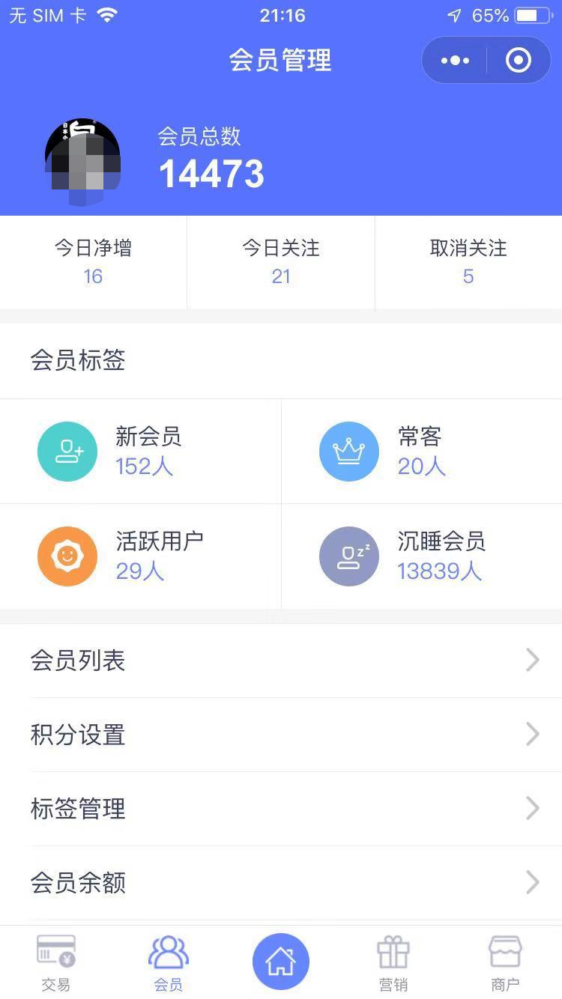 无 SIM 卡 21:16 65%
会员管理
日本小
会员总数
14473
今日净增 今日关注 取消关注
16 21 5
会员标签
新会员 常客
152人 20人
活跃用户 沉睡会员
29人 13839人
会员列表
积分设置
标签管理
会员余额
交易 会员 营销 商户